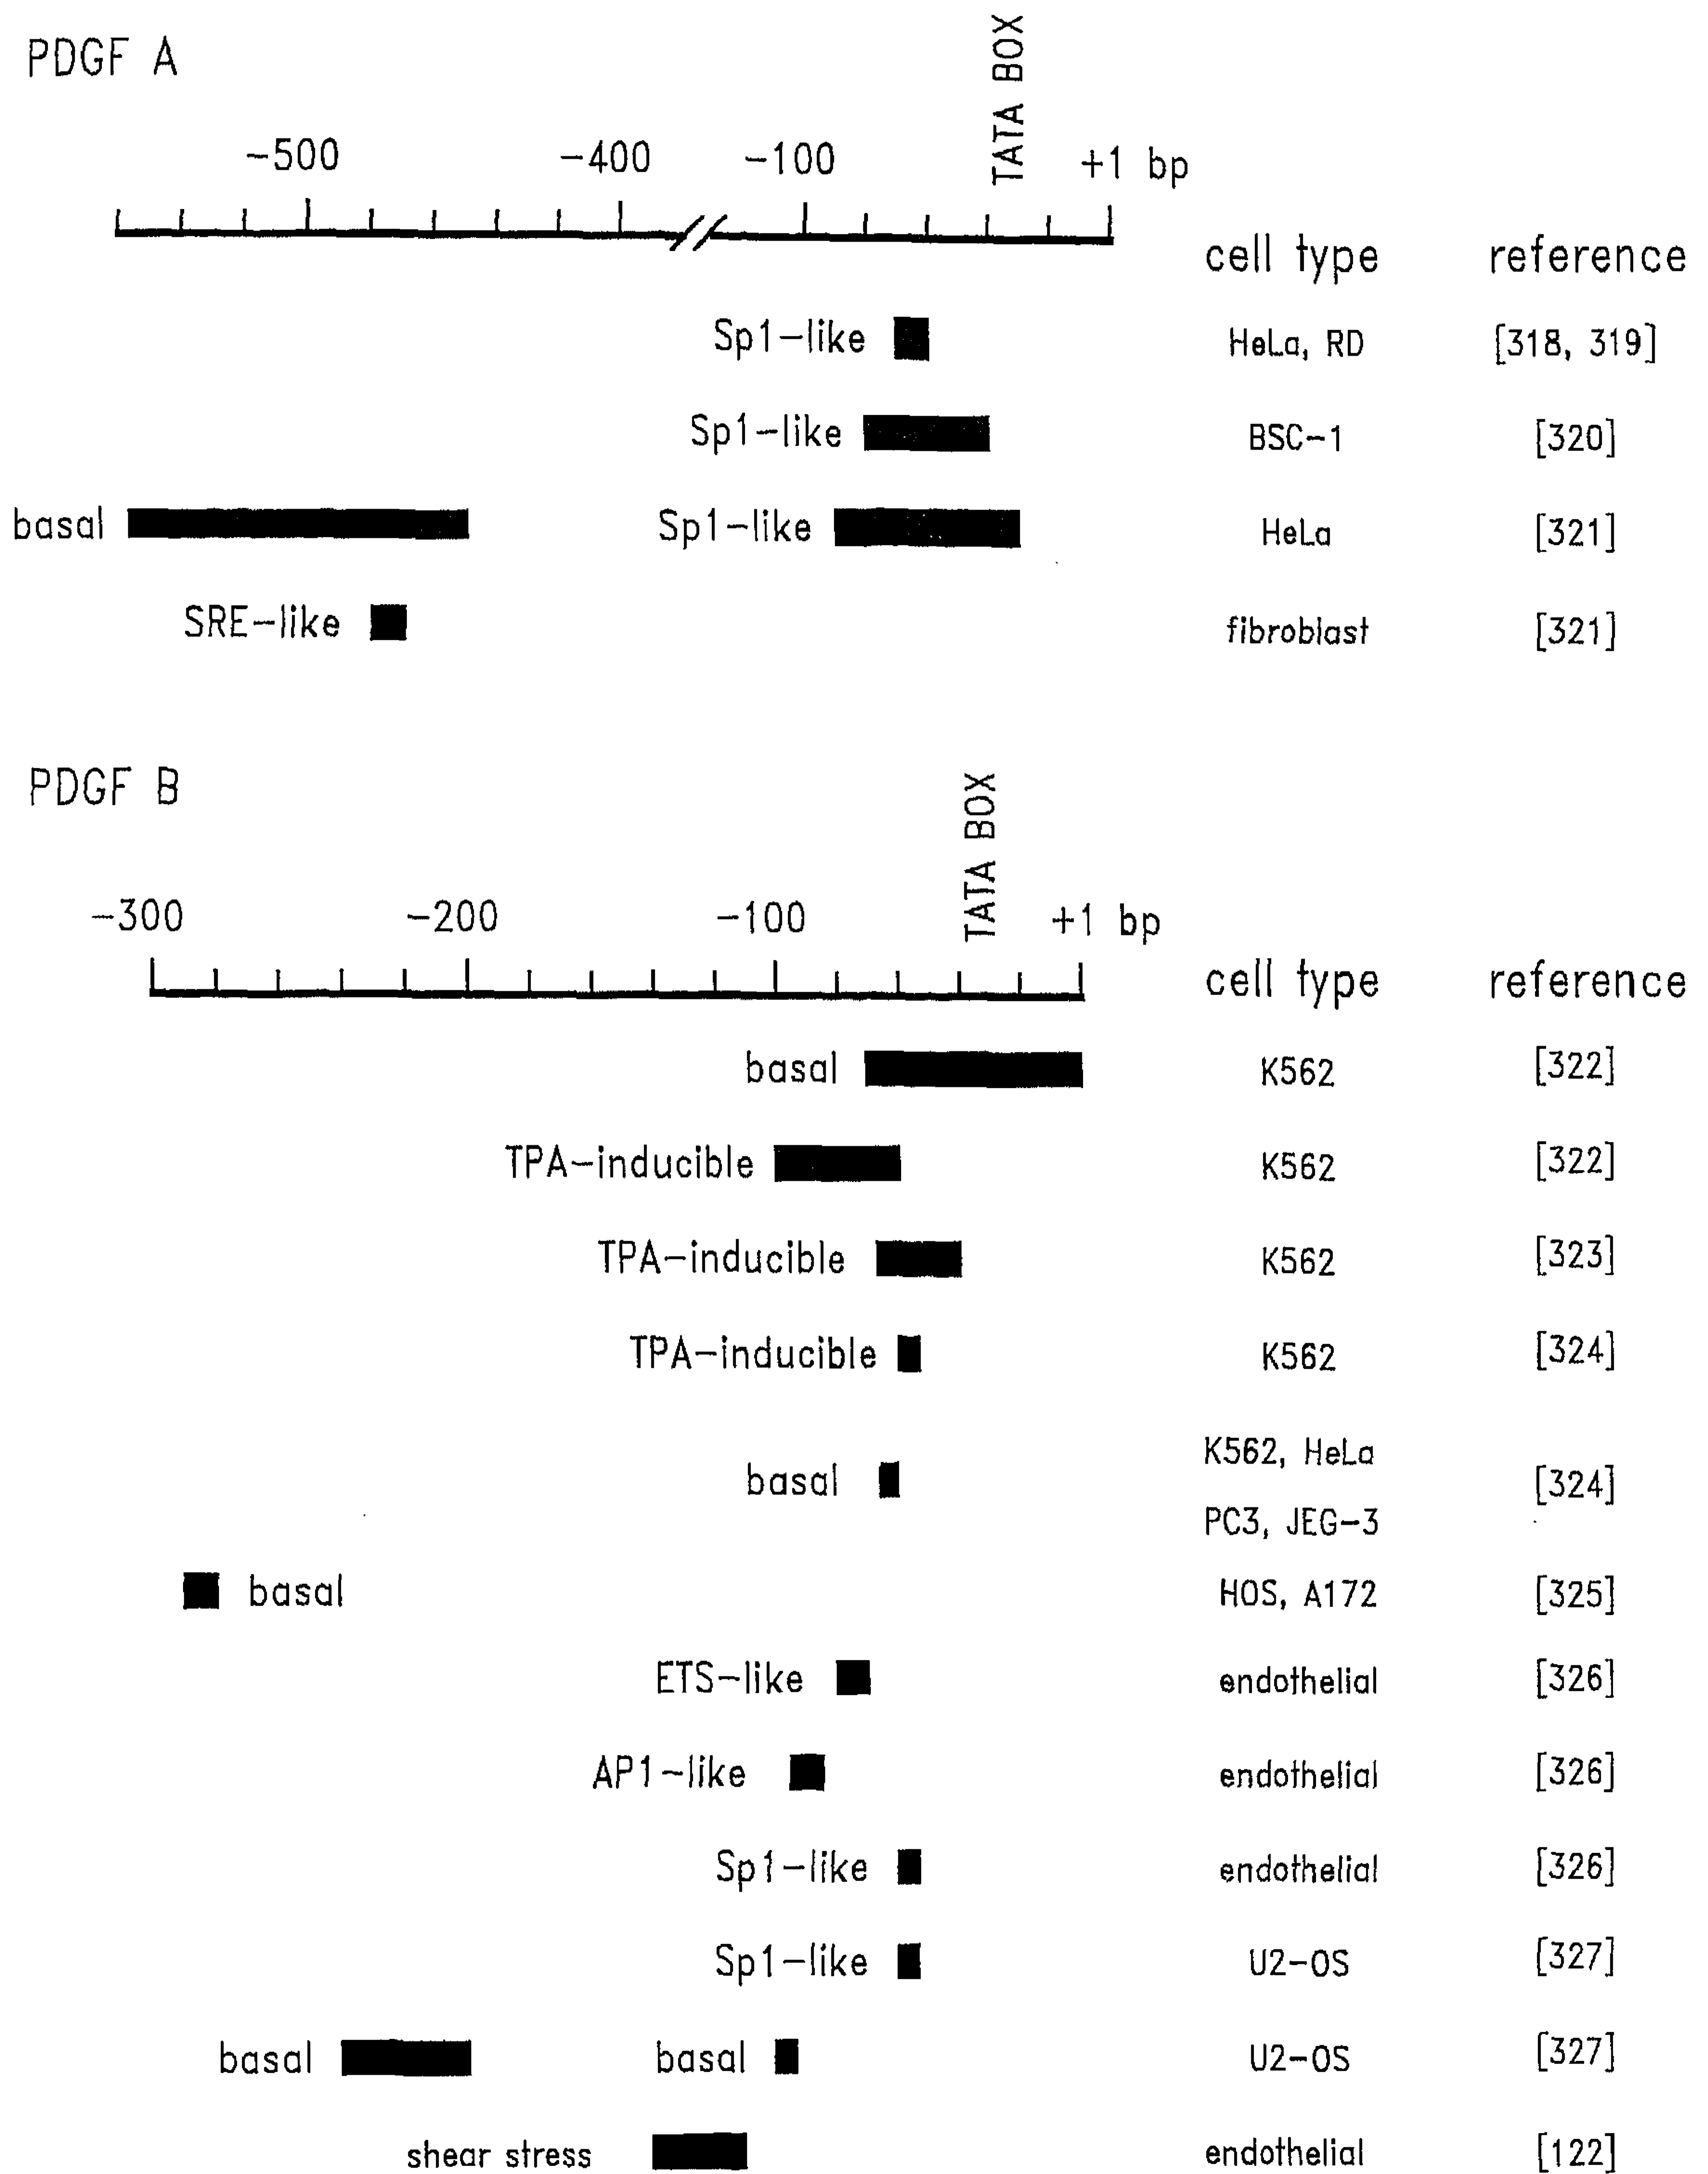 PDGF A
TATA BOX
-500 -400 -100 +1 bp
cell type reference
Sp1-like HeLa, RD [318, 319]
Sp1-like BSC-1 [320]
basal Sp1-like HeLa [321]
SRE-like fibroblast [321]
PDGF B
TATA BOX
-300 -200 -100 +1 bp
cell type reference
basal K562 [322]
TPA-inducible K562 [322]
TPA-inducible K562 [323]
TPA-inducible K562 [324]
K562, HeLa
basal [324]
PC3, JEG-3
basal HOS, A172 [325]
ETS-like endothelial [326]
AP1-like endothelial [326]
Sp1-like endothelial [326]
Sp1-like U2-OS [327]
basal basal U2-OS [327]
shear stress endothelial [122]